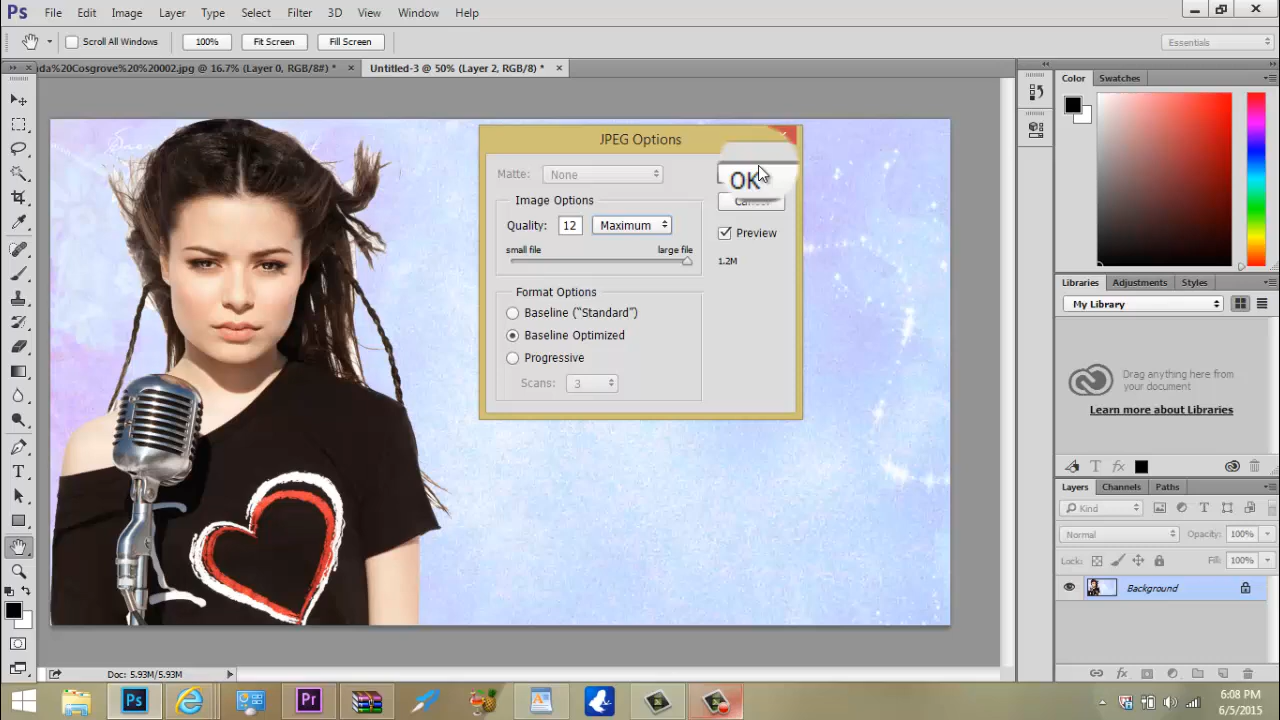 Ps File Edit Image Layer Type Select Filter 3D View Window Help
Scroll All Windows 100% Fit Screen Fill Screen Essentials
nda%20Cosgrove%20%20002.jpg @ 16.7% (Layer 0, RGB/8#) * Untitled-3 @ 50% (Layer 2, RGB/8) *
JPEG Options
Matte: None
OK
Cancel
Image Options
Quality: 12 Maximum
Preview
small file large file
1.2M
Format Options
Baseline ("Standard")
Baseline Optimized
Progressive
Scans: 3
Color Swatches
Libraries Adjustments Styles
My Library
Drag anything here from
your document
Learn more about Libraries
Layers Channels Paths
Kind
Normal Opacity: 100%
Lock: Fill: 100%
Background
Doc: 5.93M/5.93M
Ps Pr
6:08 PM
6/5/2015